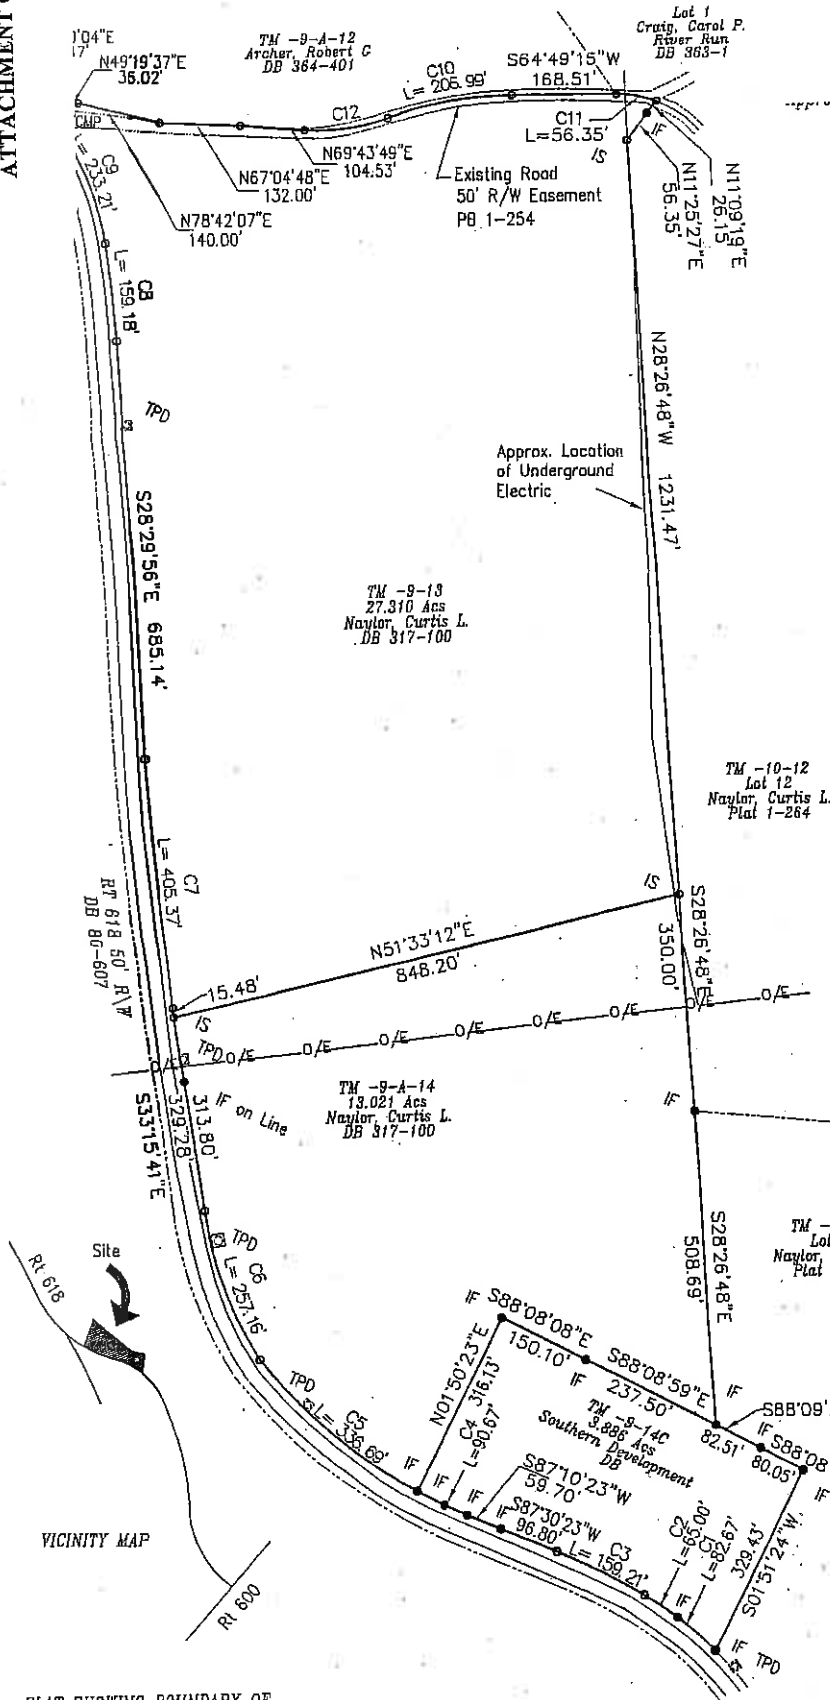 ATTACHMENT
)'04"E
17'
N49°19'37"E
35.02'
TM -9-A-12
Archer, Robert G
DB 364-401
C10
L= 206.99'
S64°49'15"W
168.51'
Lot 1
Craig, Carol P.
River Run
DB 363-1
CMP
C12
C11
L=56.35'
IF
IS
N69°43'49"E
104.53'
N67°04'48"E
132.00'
N78°42'07"E
140.00'
Existing Road
50' R/W Easement
PB 1-254
N11°09'19"E
26.15'
N11°25'27"E
56.35'
C9
L= 233.21'
C8
L= 159.18'
TPD
N28°26'48"W 1231.47'
Approx. Location
of Underground
Electric
S28°29'56"E 685.14'
TM -9-13
27.310 Acs
Naylor, Curtis L.
DB 317-100
TM -10-12
Lot 12
Naylor, Curtis L.
Plat 1-264
C7
L= 405.37'
RT 618 50' R\W
DB 86-607
IS
N51°33'12"E
848.20'
S28°26'48"E
350.00'
15.48'
IS
TPD
O/E O/E O/E O/E O/E O/E O/E O/E
IF on Line
TM -9-A-14
13.021 Acs
Naylor, Curtis L.
DB 317-100
IF
313.80'
329.28'
S33°15'41"E
TPD
C6
L= 257.16'
S28°26'48"E
508.69'
TM -
Lot
Naylor,
Plat
Site
Rt 618
IF
S88°08'08"E
150.10'
IF
S88°08'59"E
237.50'
IF
S88°09'
82.51'
IF
S88°08
80.05'
IF
N01°50'23"E
316.13'
TM -9-14C
3.886 Acs
Southern Development
DB
TPD
C5
L= 336.69'
IF
C4
L=90.67'
IF
IF
S87°10'23"W
59.70'
IF
S87°30'23"W
96.80'
C3
L= 159.21'
C2
L=65.00'
C1
L=82.67'
IF
329.43'
S01°51'24"W
IF
TPD
VICINITY MAP
Rt 600
PLAT SHOWING BOUNDARY OF